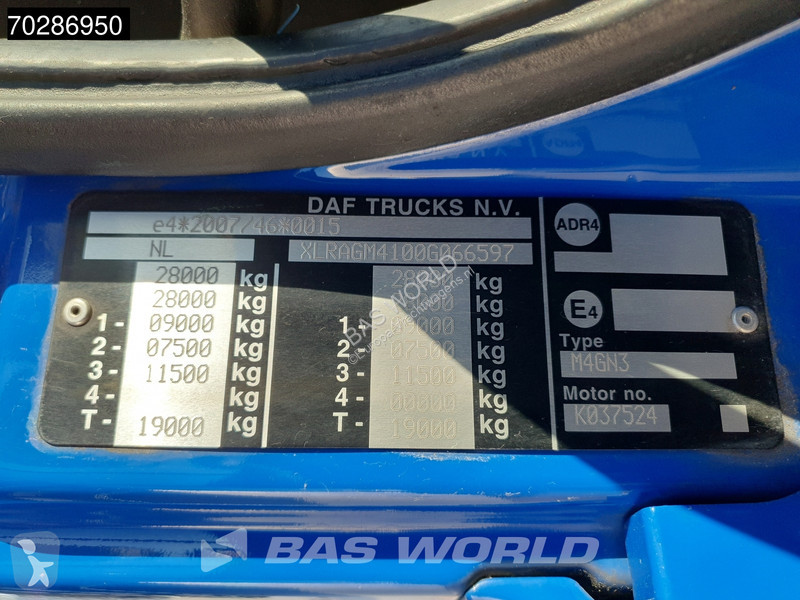 70286950
DAF TRUCKS N.V.
e4*2007/46*0015
NL XLRAGM4100G066597
28000 kg
28000 kg
1- 09000 kg
2- 07500 kg
3- 11500 kg
4- kg
T- 19000 kg
kg
kg
1- kg
2- 07500 kg
3- 11500 kg
4- 00000 kg
T- 19000 kg
ADR4
E4
Type
M4GN3
Motor no.
K037524
BAS WORLD
BAS WORLD